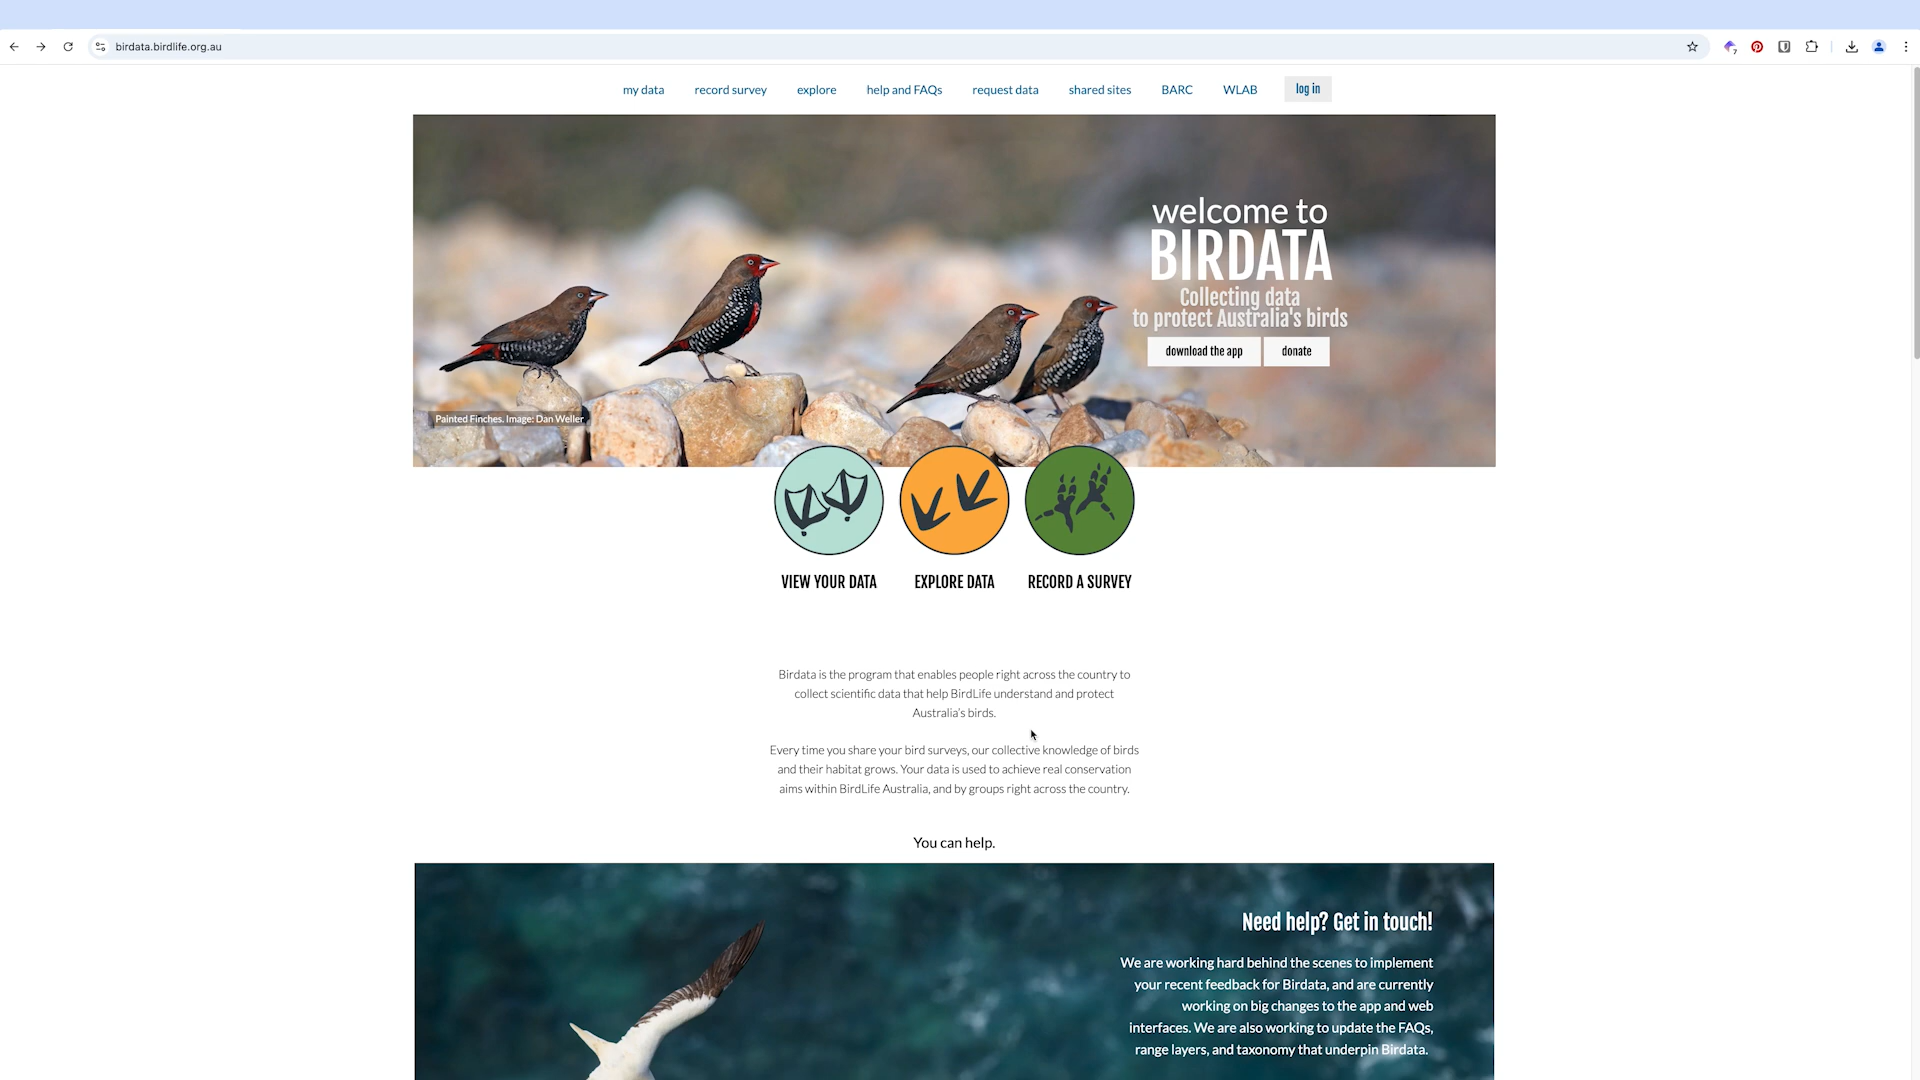 birdata.birdlife.org.au
my data record survey explore help and FAQs request data shared sites BARC WLAB log in
welcome to
BIRDATA
Collecting data
to protect Australia's birds
download the app donate
Painted Finches. Image: Dan Weller
VIEW YOUR DATA EXPLORE DATA RECORD A SURVEY
Birdata is the program that enables people right across the country to
collect scientific data that help BirdLife understand and protect
Australia's birds.
Every time you share your bird surveys, our collective knowledge of birds
and their habitat grows. Your data is used to achieve real conservation
aims within BirdLife Australia, and by groups right across the country.
You can help.
Need help? Get in touch!
We are working hard behind the scenes to implement
your recent feedback for Birdata, and are currently
working on big changes to the app and web
interfaces. We are also working to update the FAQs,
range layers, and taxonomy that underpin Birdata.